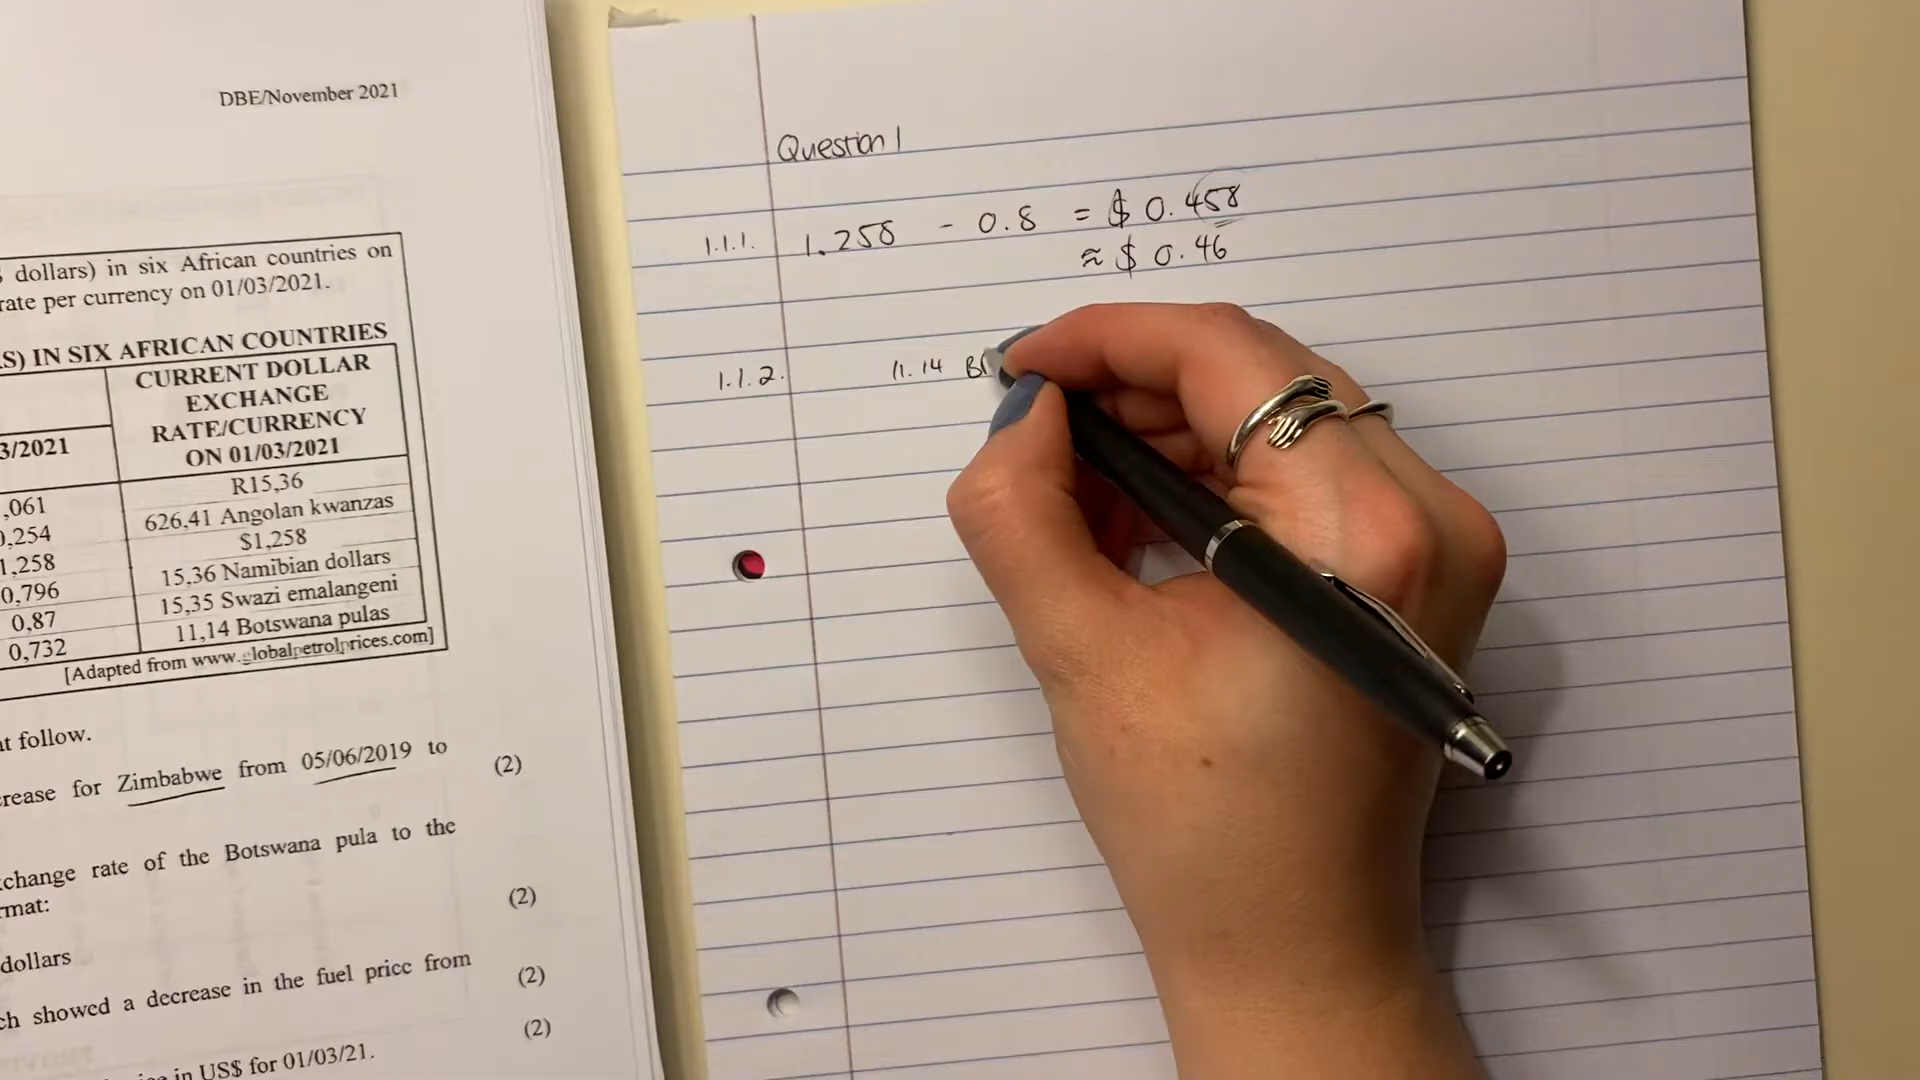 DBE/November 2021
dollars) in six African countries on
rate per currency on 01/03/2021.
S) IN SIX AFRICAN COUNTRIES
CURRENT DOLLAR
EXCHANGE
RATE/CURRENCY
ON 01/03/2021
3/2021
,061
R15,36
,254
626,41 Angolan kwanzas
1,258
$1,258
0,796
15,36 Namibian dollars
0,87
15,35 Swazi emalangeni
0,732
11,14 Botswana pulas
[Adapted from www.globalpetrolprices.com]
at follow.
crease for Zimbabwe from 05/06/2019 to
(2)
change rate of the Botswana pula to the
rmat:
(2)
dollars
ch showed a decrease in the fuel price from
(2)
in US$ for 01/03/21.
(2)
Question 1
1.1.1. 1.258 - 0.8 = $ 0.458
≈ $ 0.46
1.1.2. 11.14